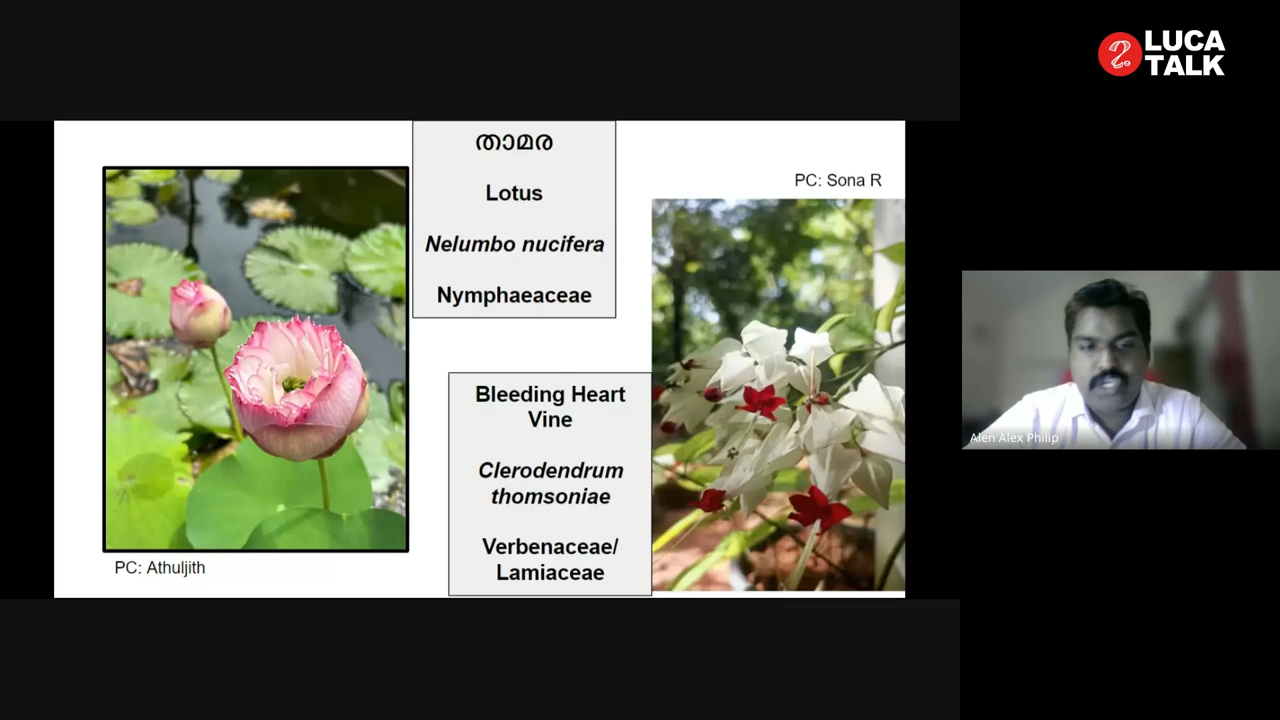 LUCA
TALK
താമര
Lotus
Nelumbo nucifera
Nymphaeaceae
PC: Athuljith
PC: Sona R
Bleeding Heart
Vine
Clerodendrum
thomsoniae
Verbenaceae/
Lamiaceae
Alen Alex Philip